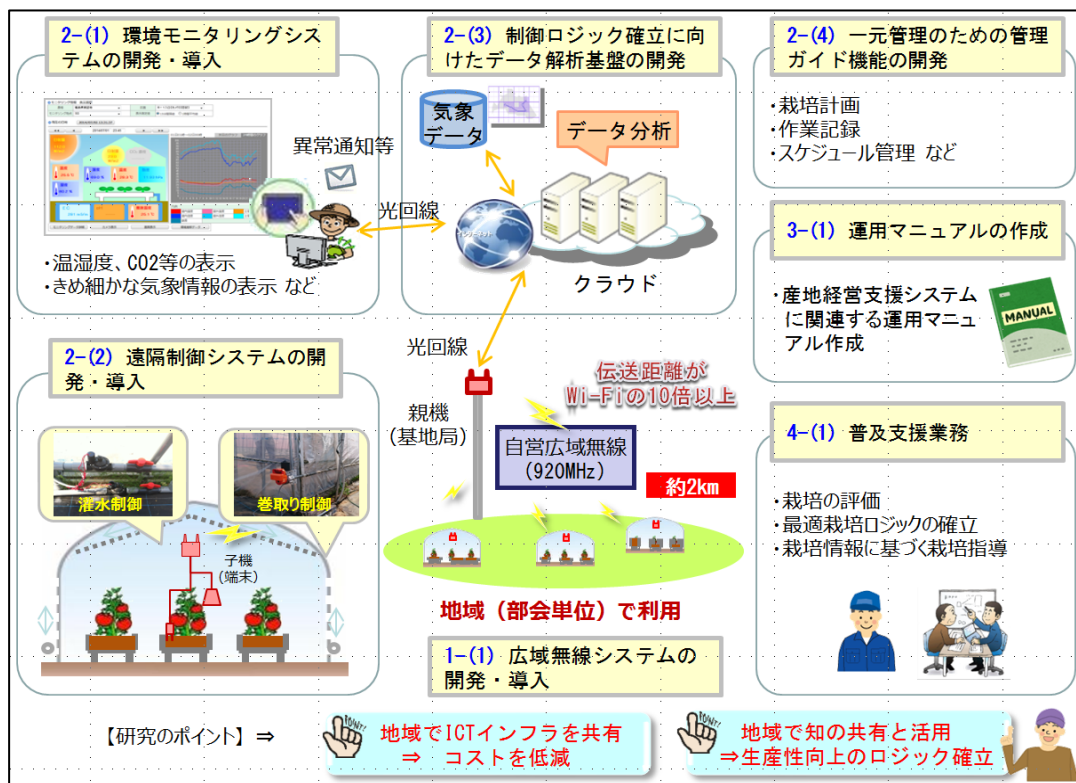 2-(1) 環境モニタリングシス
テムの開発・導入
異常通知等
光回線
・温湿度、CO2等の表示
・きめ細かな気象情報の表示 など
2-(3) 制御ロジック確立に向
けたデータ解析基盤の開発
気象
データ
データ分析
インターネット
クラウド
2-(4) 一元管理のための管理
ガイド機能の開発
・栽培計画
・作業記録
・スケジュール管理 など
3-(1) 運用マニュアルの作成
・産地経営支援システム
に関連する運用マニュ
アル作成
MANUAL
2-(2) 遠隔制御システムの開
発・導入
灌水制御
巻取り制御
子機
(端末)
光回線
親機
(基地局)
伝送距離が
Wi-Fiの10倍以上
自営広域無線
(920MHz)
約2km
地域(部会単位)で利用
1-(1) 広域無線システムの
開発・導入
4-(1) 普及支援業務
・栽培の評価
・最適栽培ロジックの確立
・栽培情報に基づく栽培指導
【研究のポイント】 ⇒
POINT!
地域でICTインフラを共有
⇒ コストを低減
POINT!
地域で知の共有と活用
⇒生産性向上のロジック確立